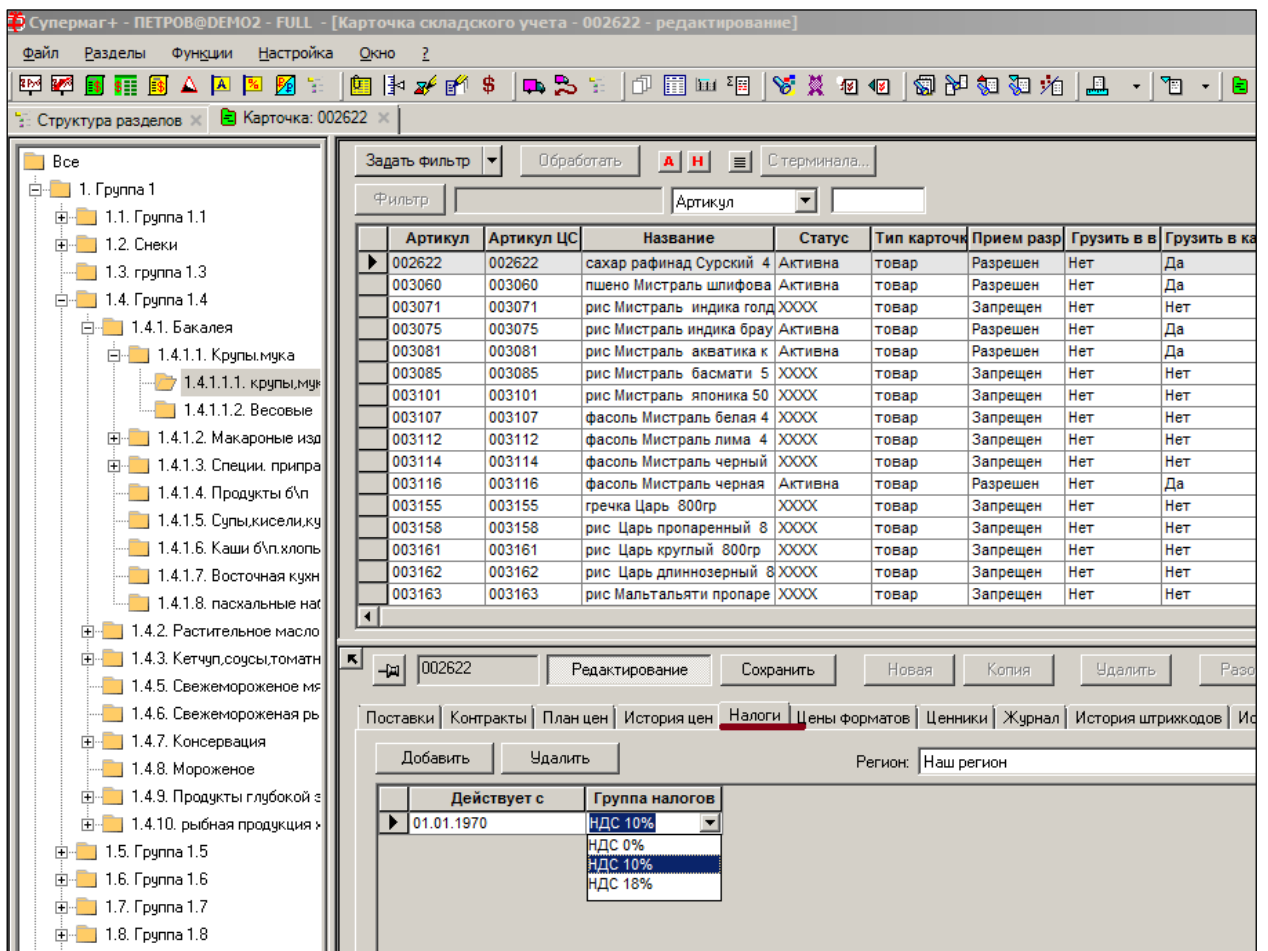 Супермаг+ - ПЕТРОВ@DEMO2 - FULL - [Карточка складского учета - 002622 - редактирование]
Файл Разделы Функции Настройка Окно ?
Структура разделов Карточка: 002622
Все
1. Группа 1
1.1. Группа 1.1
1.2. Снеки
1.3. группа 1.3
1.4. Группа 1.4
1.4.1. Бакалея
1.4.1.1. Крупы.мука
1.4.1.1.1. крупы,мук
1.4.1.1.2. Весовые
1.4.1.2. Макароные изд
1.4.1.3. Специи. припра
1.4.1.4. Продукты б\п
1.4.1.5. Супы,кисели,ку
1.4.1.6. Каши б\п.хлопь
1.4.1.7. Восточная кухн
1.4.1.8. пасхальные наб
1.4.2. Растительное масло
1.4.3. Кетчуп,соусы,томатн
1.4.5. Свежемороженое мя
1.4.6. Свежемороженая ры
1.4.7. Консервация
1.4.8. Мороженое
1.4.9. Продукты глубокой з
1.4.10. рыбная продукция х
1.5. Группа 1.5
1.6. Группа 1.6
1.7. Группа 1.7
1.8. Группа 1.8
Задать фильтр Обработать А Н С терминала...
Фильтр Артикул
Артикул Артикул ЦС Название Статус Тип карточк Прием разр Грузить в в Грузить в ка
002622 002622 сахар рафинад Сурский 4 Активна товар Разрешен Нет Да
003060 003060 пшено Мистраль шлифова Активна товар Разрешен Нет Да
003071 003071 рис Мистраль индика голд XXXX товар Запрещен Нет Нет
003075 003075 рис Мистраль индика брау Активна товар Разрешен Нет Да
003081 003081 рис Мистраль акватика к Активна товар Разрешен Нет Да
003085 003085 рис Мистраль басмати 5 XXXX товар Запрещен Нет Нет
003101 003101 рис Мистраль японика 50 XXXX товар Запрещен Нет Нет
003107 003107 фасоль Мистраль белая 4 XXXX товар Запрещен Нет Нет
003112 003112 фасоль Мистраль лима 4 XXXX товар Запрещен Нет Нет
003114 003114 фасоль Мистраль черный XXXX товар Запрещен Нет Нет
003116 003116 фасоль Мистраль черная Активна товар Разрешен Нет Да
003155 003155 гречка Царь 800гр XXXX товар Запрещен Нет Нет
003158 003158 рис Царь пропаренный 8 XXXX товар Запрещен Нет Нет
003161 003161 рис Царь круглый 800гр XXXX товар Запрещен Нет Нет
003162 003162 рис Царь длиннозерный 8 XXXX товар Запрещен Нет Нет
003163 003163 рис Мальтальяти пропаре XXXX товар Запрещен Нет Нет
002622 Редактирование Сохранить Новая Копия Удалить Разо
Поставки Контракты План цен История цен Налоги Цены форматов Ценники Журнал История штрихкодов Ис
Добавить Удалить Регион: Наш регион
Действует с Группа налогов
01.01.1970 НДС 10%
НДС 0%
НДС 10%
НДС 18%